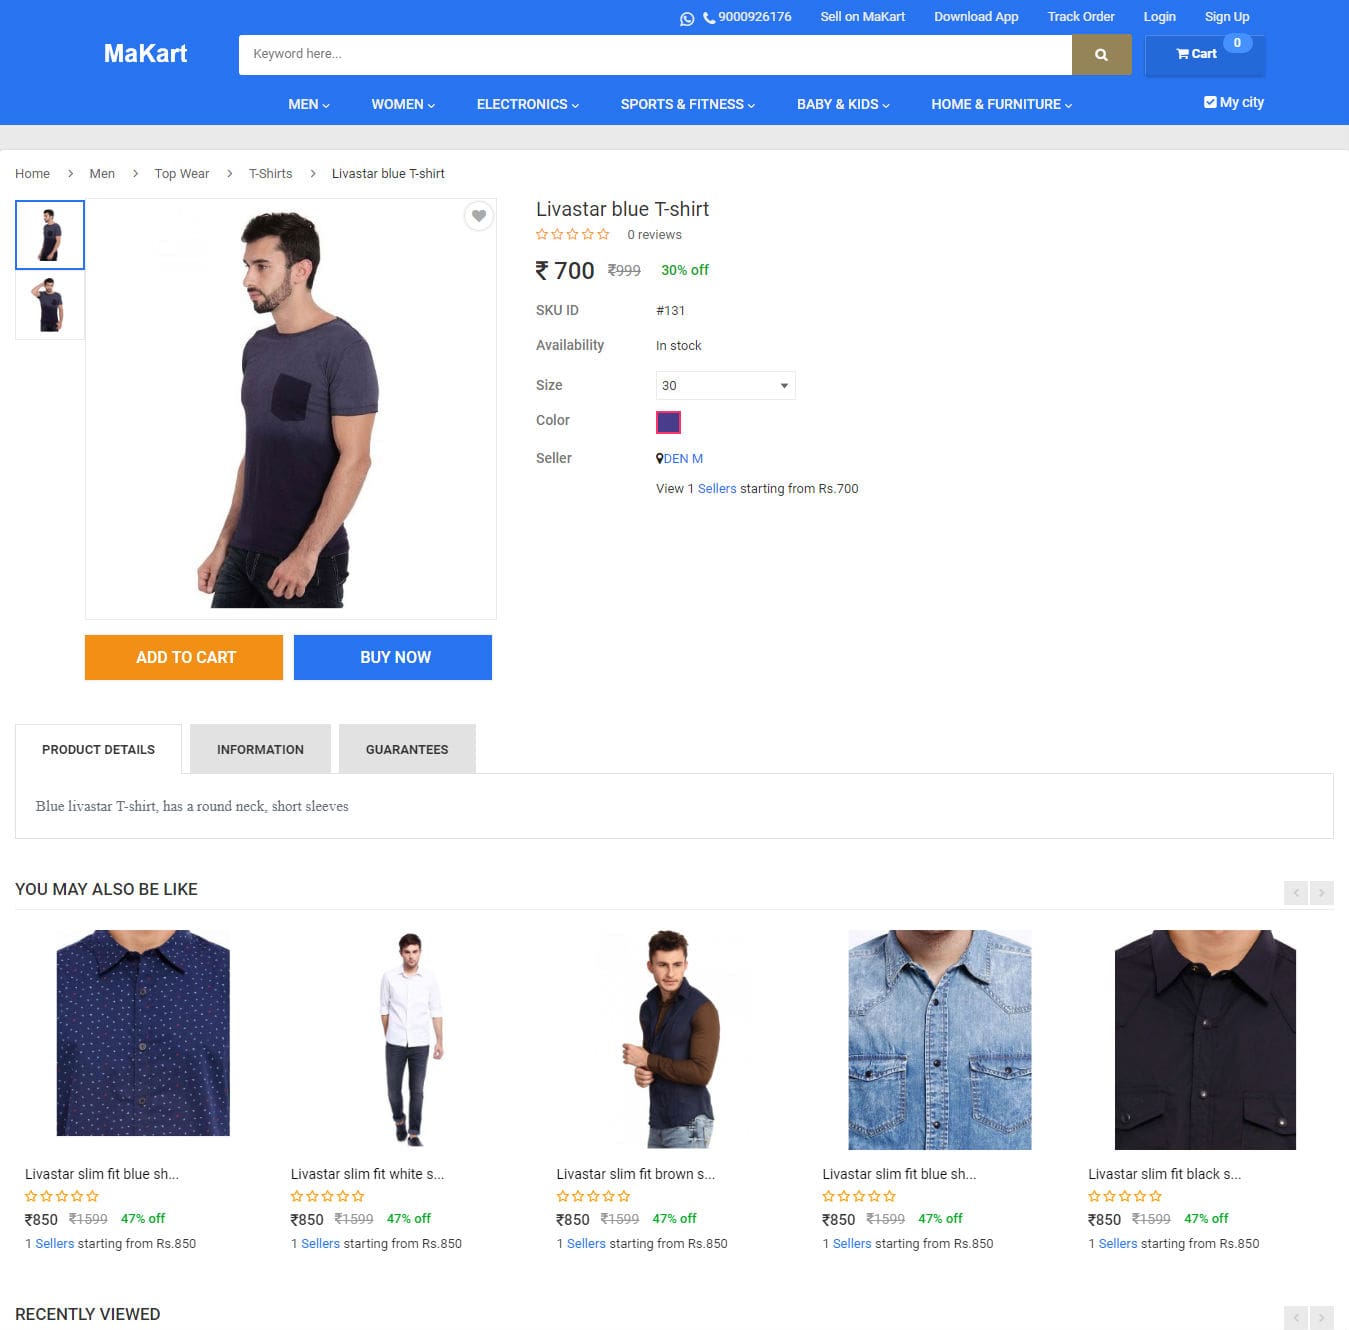 9000926176 Sell on MaKart Download App Track Order Login Sign Up
MaKart Keyword here... Cart 0
MEN WOMEN ELECTRONICS SPORTS & FITNESS BABY & KIDS HOME & FURNITURE My city
Home > Men > Top Wear > T-Shirts > Livastar blue T-shirt
Livastar blue T-shirt
0 reviews
₹ 700 ₹999 30% off
SKU ID #131
Availability In stock
Size 30
Color
Seller DEN M
View 1 Sellers starting from Rs.700
ADD TO CART BUY NOW
PRODUCT DETAILS INFORMATION GUARANTEES
Blue livastar T-shirt, has a round neck, short sleeves
YOU MAY ALSO BE LIKE
Livastar slim fit blue sh... Livastar slim fit white s... Livastar slim fit brown s... Livastar slim fit blue sh... Livastar slim fit black s...
₹850 ₹1599 47% off ₹850 ₹1599 47% off ₹850 ₹1599 47% off ₹850 ₹1599 47% off ₹850 ₹1599 47% off
1 Sellers starting from Rs.850 1 Sellers starting from Rs.850 1 Sellers starting from Rs.850 1 Sellers starting from Rs.850 1 Sellers starting from Rs.850
RECENTLY VIEWED